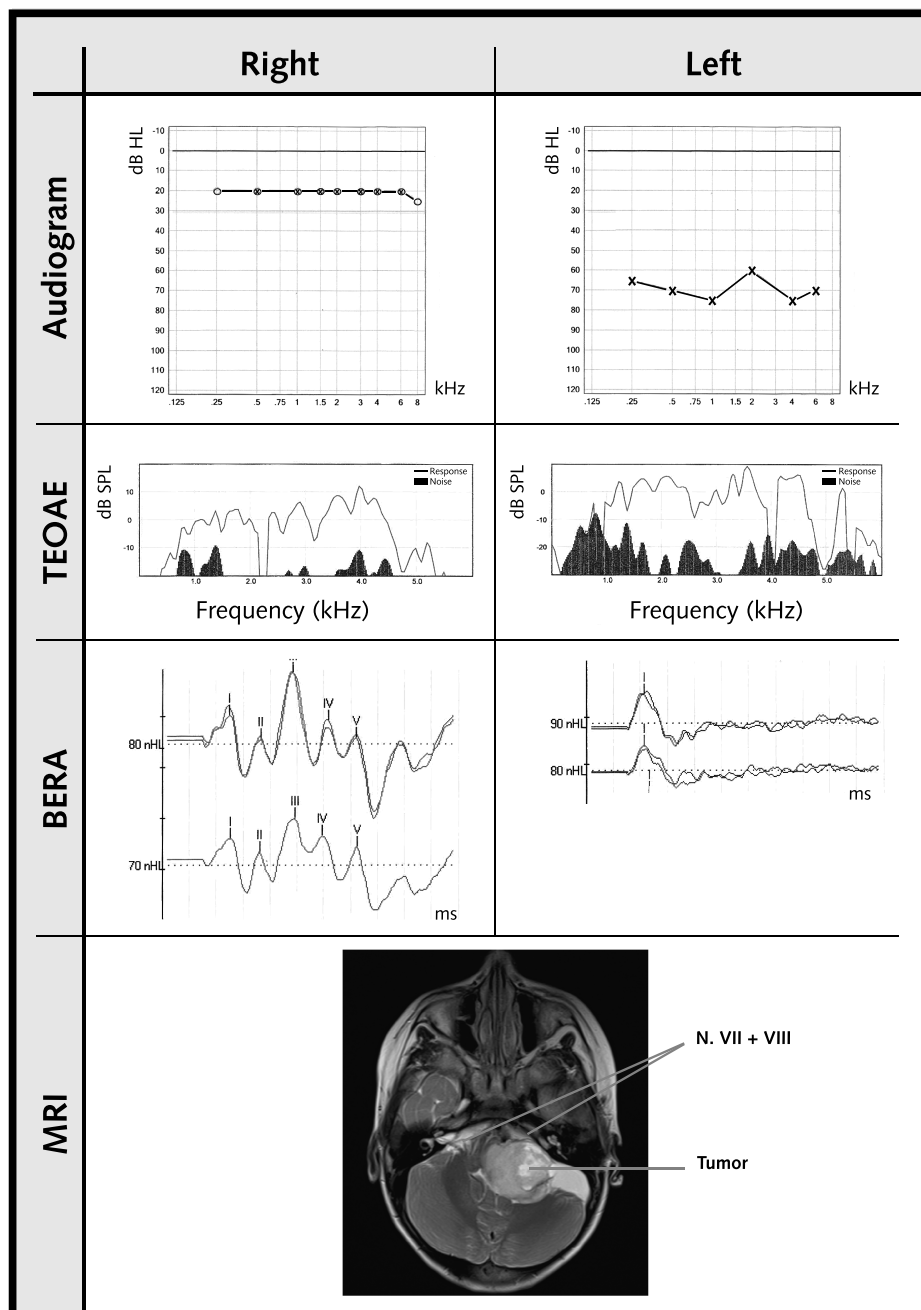 Right Left
Audiogram
dB HL
-10
0
10
20
30
40
50
60
70
80
90
100
110
120
.125 .25 .5 .75 1 1.5 2 3 4 6 8
kHz
dB HL
-10
0
10
20
30
40
50
60
70
80
90
100
110
120
.125 .25 .5 .75 1 1.5 2 3 4 6 8
kHz
TEOAE
dB SPL
Response
Noise
10
0
-10
1.0 2.0 3.0 4.0 5.0
Frequency (kHz)
dB SPL
Response
Noise
0
-10
-20
1.0 2.0 3.0 4.0 5.0
Frequency (kHz)
BERA
I II IV V
80 nHL
I II III IV V
70 nHL
ms
I
90 nHL
I
80 nHL
ms
MRI
N. VII + VIII
Tumor